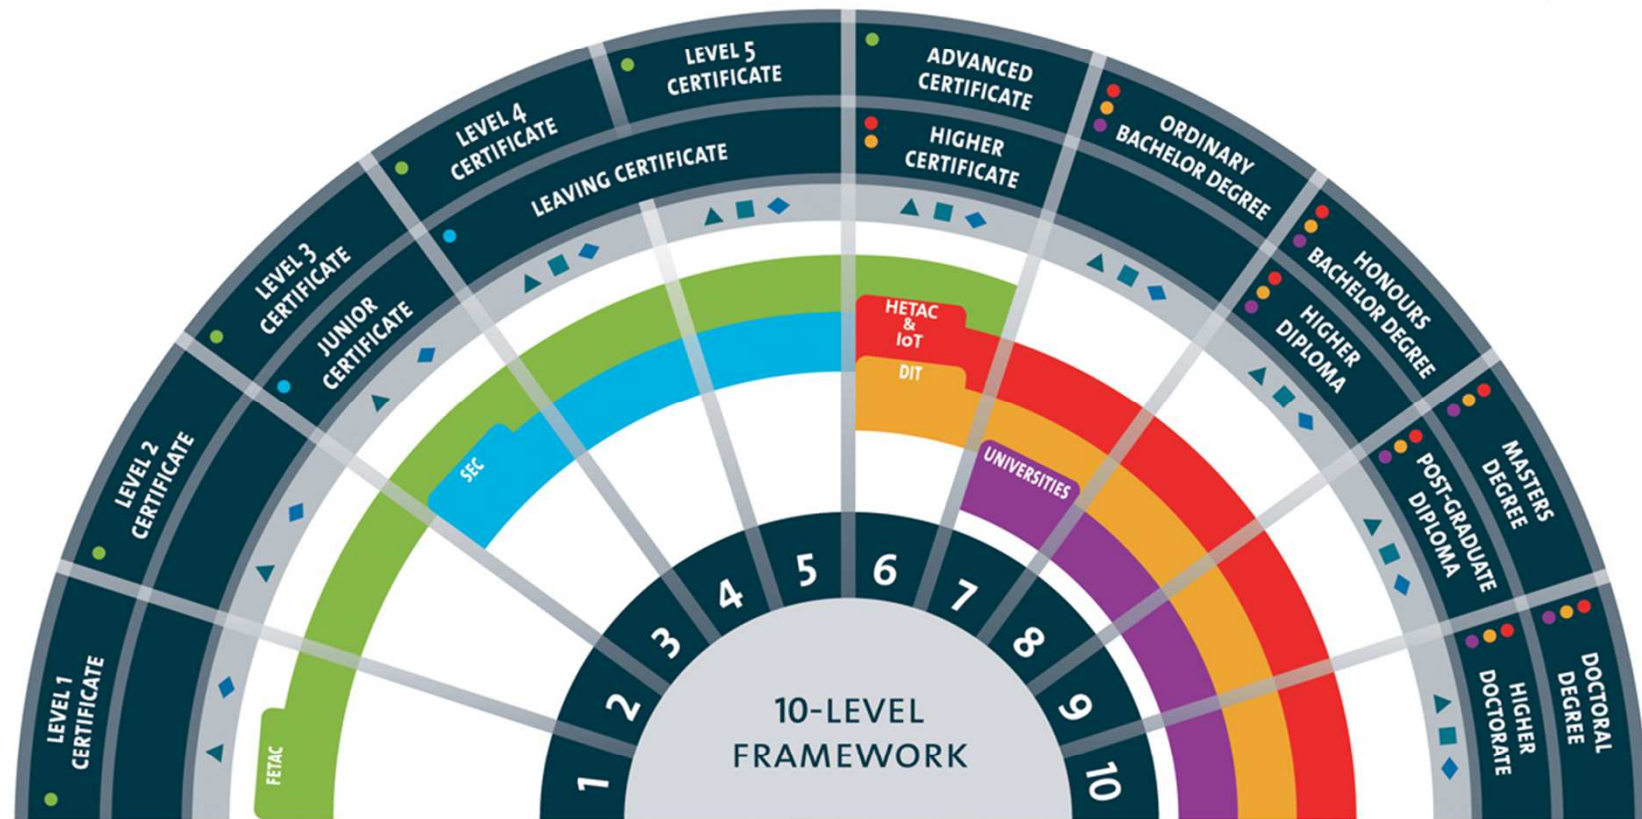 LEVEL 1
CERTIFICATE
LEVEL 2
CERTIFICATE
LEVEL 3
CERTIFICATE
JUNIOR
CERTIFICATE
LEVEL 4
CERTIFICATE
LEVEL 5
CERTIFICATE
LEAVING CERTIFICATE
ADVANCED
CERTIFICATE
HIGHER
CERTIFICATE
ORDINARY
BACHELOR DEGREE
HONOURS
BACHELOR DEGREE
HIGHER
DIPLOMA
MASTERS
DEGREE
POST-GRADUATE
DIPLOMA
DOCTORAL
DEGREE
HIGHER
DOCTORATE
FETAC
SEC
HETAC
&
IoT
DIT
UNIVERSITIES
1
2
3
4
5
6
7
8
9
10
10-LEVEL
FRAMEWORK